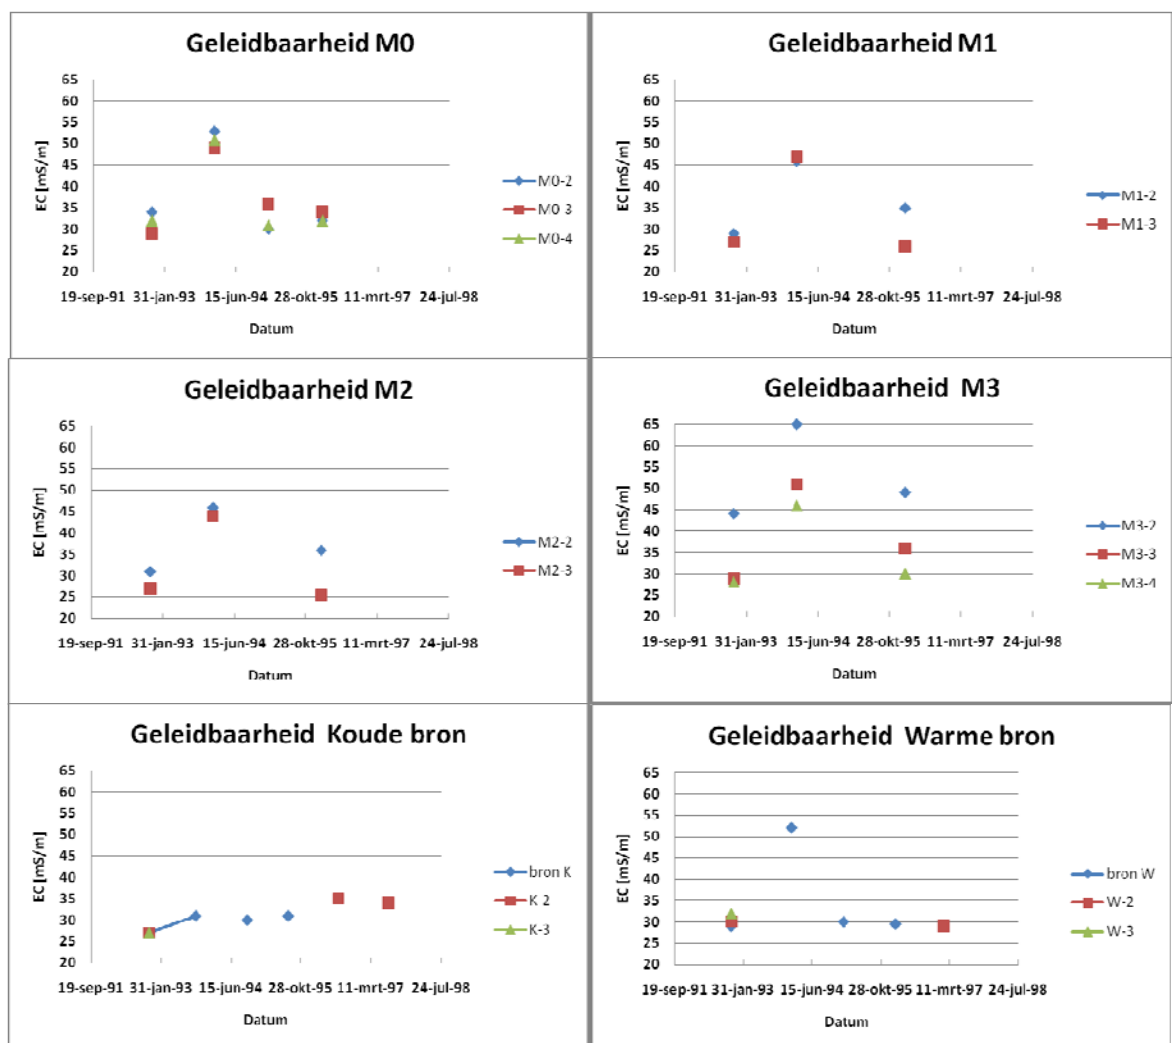 Geleidbaarheid M0
65
60
55
50
45
40
35
30
25
20
EC [mS/m]
19-sep-91 31-jan-93 15-jun-94 28-okt-95 11-mrt-97 24-jul-98
Datum
M0-2
M0-3
M0-4
Geleidbaarheid M1
65
60
55
50
45
40
35
30
25
20
EC [mS/m]
19-sep-91 31-jan-93 15-jun-94 28-okt-95 11-mrt-97 24-jul-98
Datum
M1-2
M1-3
Geleidbaarheid M2
65
60
55
50
45
40
35
30
25
20
EC [mS/m]
19-sep-91 31-jan-93 15-jun-94 28-okt-95 11-mrt-97 24-jul-98
Datum
M2-2
M2-3
Geleidbaarheid M3
65
60
55
50
45
40
35
30
25
20
EC [mS/m]
19-sep-91 31-jan-93 15-jun-94 28-okt-95 11-mrt-97 24-jul-98
Datum
M3-2
M3-3
M3-4
Geleidbaarheid Koude bron
65
60
55
50
45
40
35
30
25
20
EC [mS/m]
19-sep-91 31-jan-93 15-jun-94 28-okt-95 11-mrt-97 24-jul-98
Datum
bron K
K-2
K-3
Geleidbaarheid Warme bron
65
60
55
50
45
40
35
30
25
20
EC [mS/m]
19-sep-91 31-jan-93 15-jun-94 28-okt-95 11-mrt-97 24-jul-98
Datum
bron W
W-2
W-3